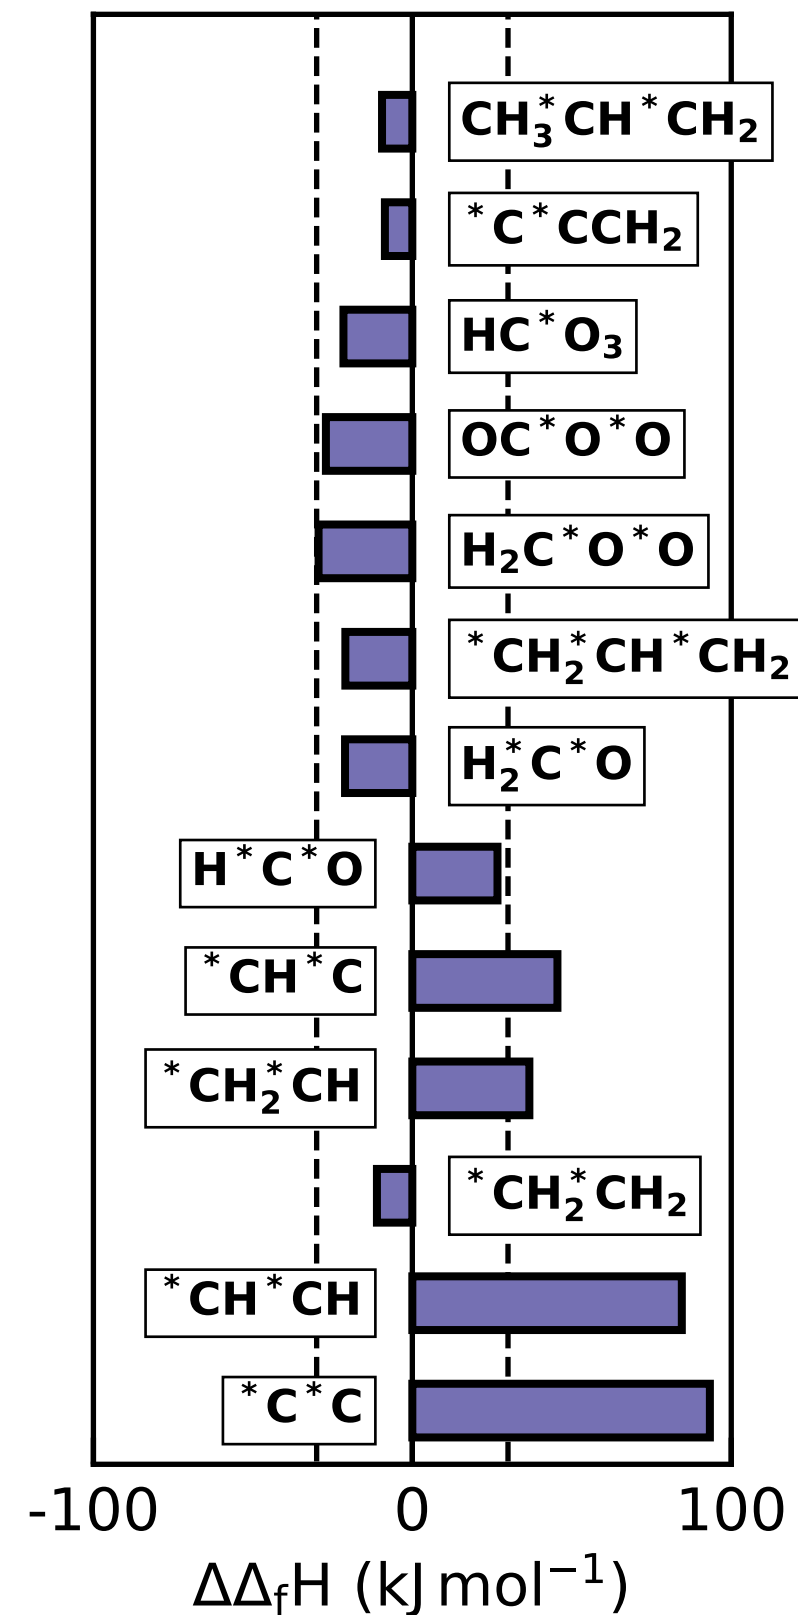 CH₃*CH*CH₂
*C*CCH₂
HC*O₃
OC*O*O
H₂C*O*O
*CH₂*CH*CH₂
H₂*C*O
H*C*O
*CH*C
*CH₂*CH
*CH₂*CH₂
*CH*CH
*C*C
-100 0 100
ΔΔfH (kJ mol⁻¹)